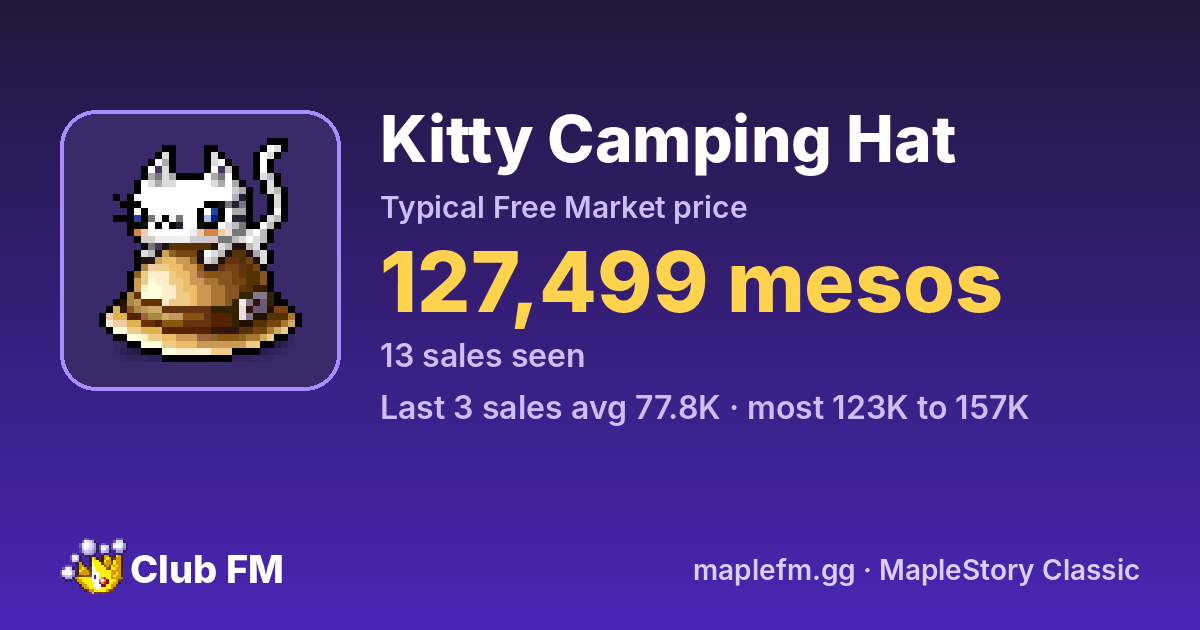 Kitty Camping Hat
Typical Free Market price
127,499 mesos
13 sales seen
Last 3 sales avg 77.8K · most 123K to 157K
Club FM
maplefm.gg · MapleStory Classic